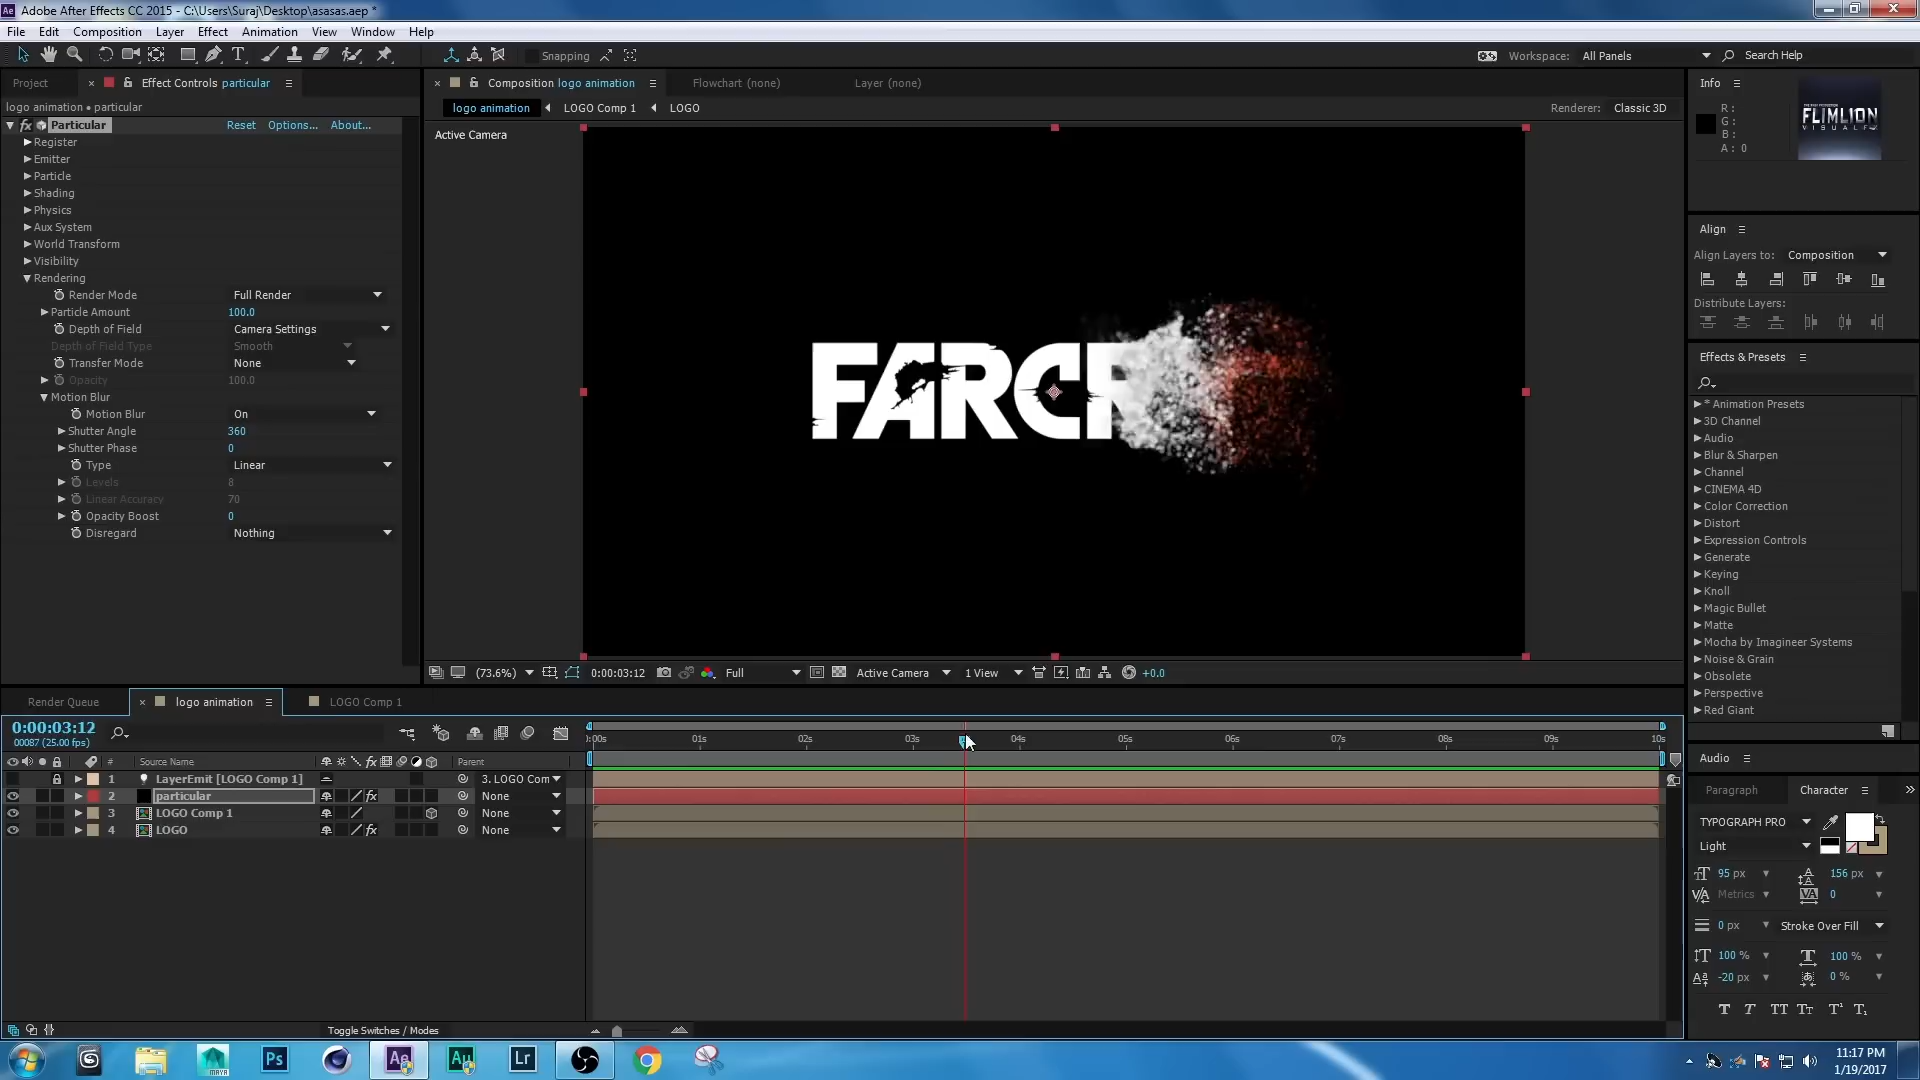 Adobe After Effects CC 2015 - C:\Users\Suraj\Desktop\asasas.aep *
File Edit Composition Layer Effect Animation View Window Help
Snapping
Workspace: All Panels
Search Help
Project
Effect Controls particular
logo animation • particular
fx Particular Reset Options... About...
Register
Emitter
Particle
Shading
Physics
Aux System
World Transform
Visibility
Rendering
Render Mode Full Render
Particle Amount 100.0
Depth of Field Camera Settings
Depth of Field Type Smooth
Transfer Mode None
Opacity 100.0
Motion Blur
Motion Blur On
Shutter Angle 360
Shutter Phase 0
Type Linear
Levels 8
Linear Accuracy 70
Opacity Boost 0
Disregard Nothing
Composition logo animation
Flowchart (none)
Layer (none)
logo animation LOGO Comp 1 LOGO
Renderer: Classic 3D
Active Camera
FARCR
(73.6%) 0:00:03:12 Full Active Camera 1 View +0.0
Info
R :
G :
B :
A : 0
FLIMLION
VISUALFX
Align
Align Layers to: Composition
Distribute Layers:
Effects & Presets
* Animation Presets
3D Channel
Audio
Blur & Sharpen
Channel
CINEMA 4D
Color Correction
Distort
Expression Controls
Generate
Keying
Knoll
Magic Bullet
Matte
Mocha by Imagineer Systems
Noise & Grain
Obsolete
Perspective
Red Giant
Audio
Paragraph Character
TYPOGRAPH PRO
Light
95 px 156 px
Metrics 0
0 px Stroke Over Fill
100 % 100 %
-20 px 0 %
Render Queue
logo animation
LOGO Comp 1
0:00:03:12
00087 (25.00 fps)
:00s 01s 02s 03s 04s 05s 06s 07s 08s 09s 10s
# Source Name fx Parent
1 LayerEmit [LOGO Comp 1] 3. LOGO Com
2 particular fx None
3 LOGO Comp 1 None
4 LOGO fx None
Toggle Switches / Modes
MAYA Ps Ae Au Lr
11:17 PM
1/19/2017